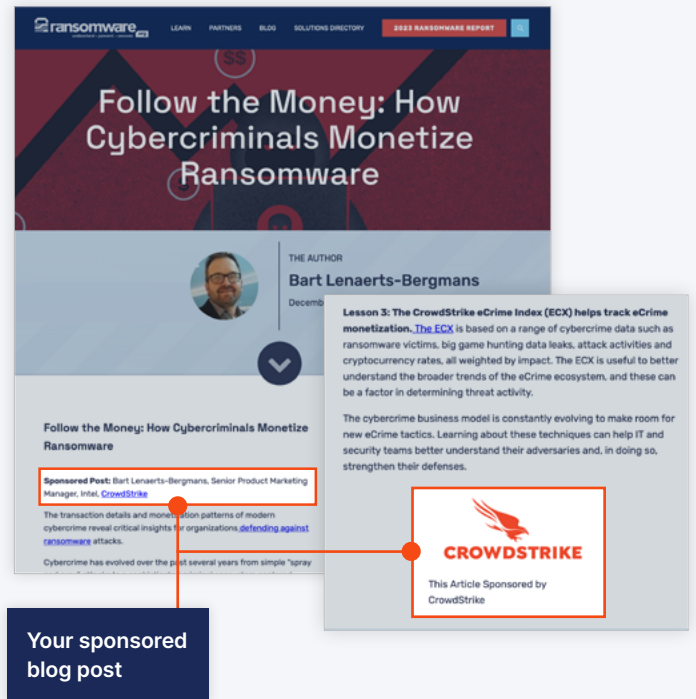 ransomware.org
understand • prevent • recover
LEARN PARTNERS BLOG SOLUTIONS DIRECTORY 2023 RANSOMWARE REPORT
$$
Follow the Money: How
Cybercriminals Monetize
Ransomware
$
THE AUTHOR
Bart Lenaerts-Bergmans
Decemb
Follow the Money: How Cybercriminals Monetize
Ransomware
Sponsored Post: Bart Lenaerts-Bergmans, Senior Product Marketing
Manager, Intel, CrowdStrike
The transaction details and monetization patterns of modern
cybercrime reveal critical insights for organizations defending against
ransomware attacks.
Cybercrime has evolved over the past several years from simple "spray
Lesson 3: The CrowdStrike eCrime Index (ECX) helps track eCrime
monetization. The ECX is based on a range of cybercrime data such as
ransomware victims, big game hunting data leaks, attack activities and
cryptocurrency rates, all weighted by impact. The ECX is useful to better
understand the broader trends of the eCrime ecosystem, and these can
be a factor in determining threat activity.
The cybercrime business model is constantly evolving to make room for
new eCrime tactics. Learning about these techniques can help IT and
security teams better understand their adversaries and, in doing so,
strengthen their defenses.
CROWDSTRIKE
This Article Sponsored by
CrowdStrike
Your sponsored
blog post